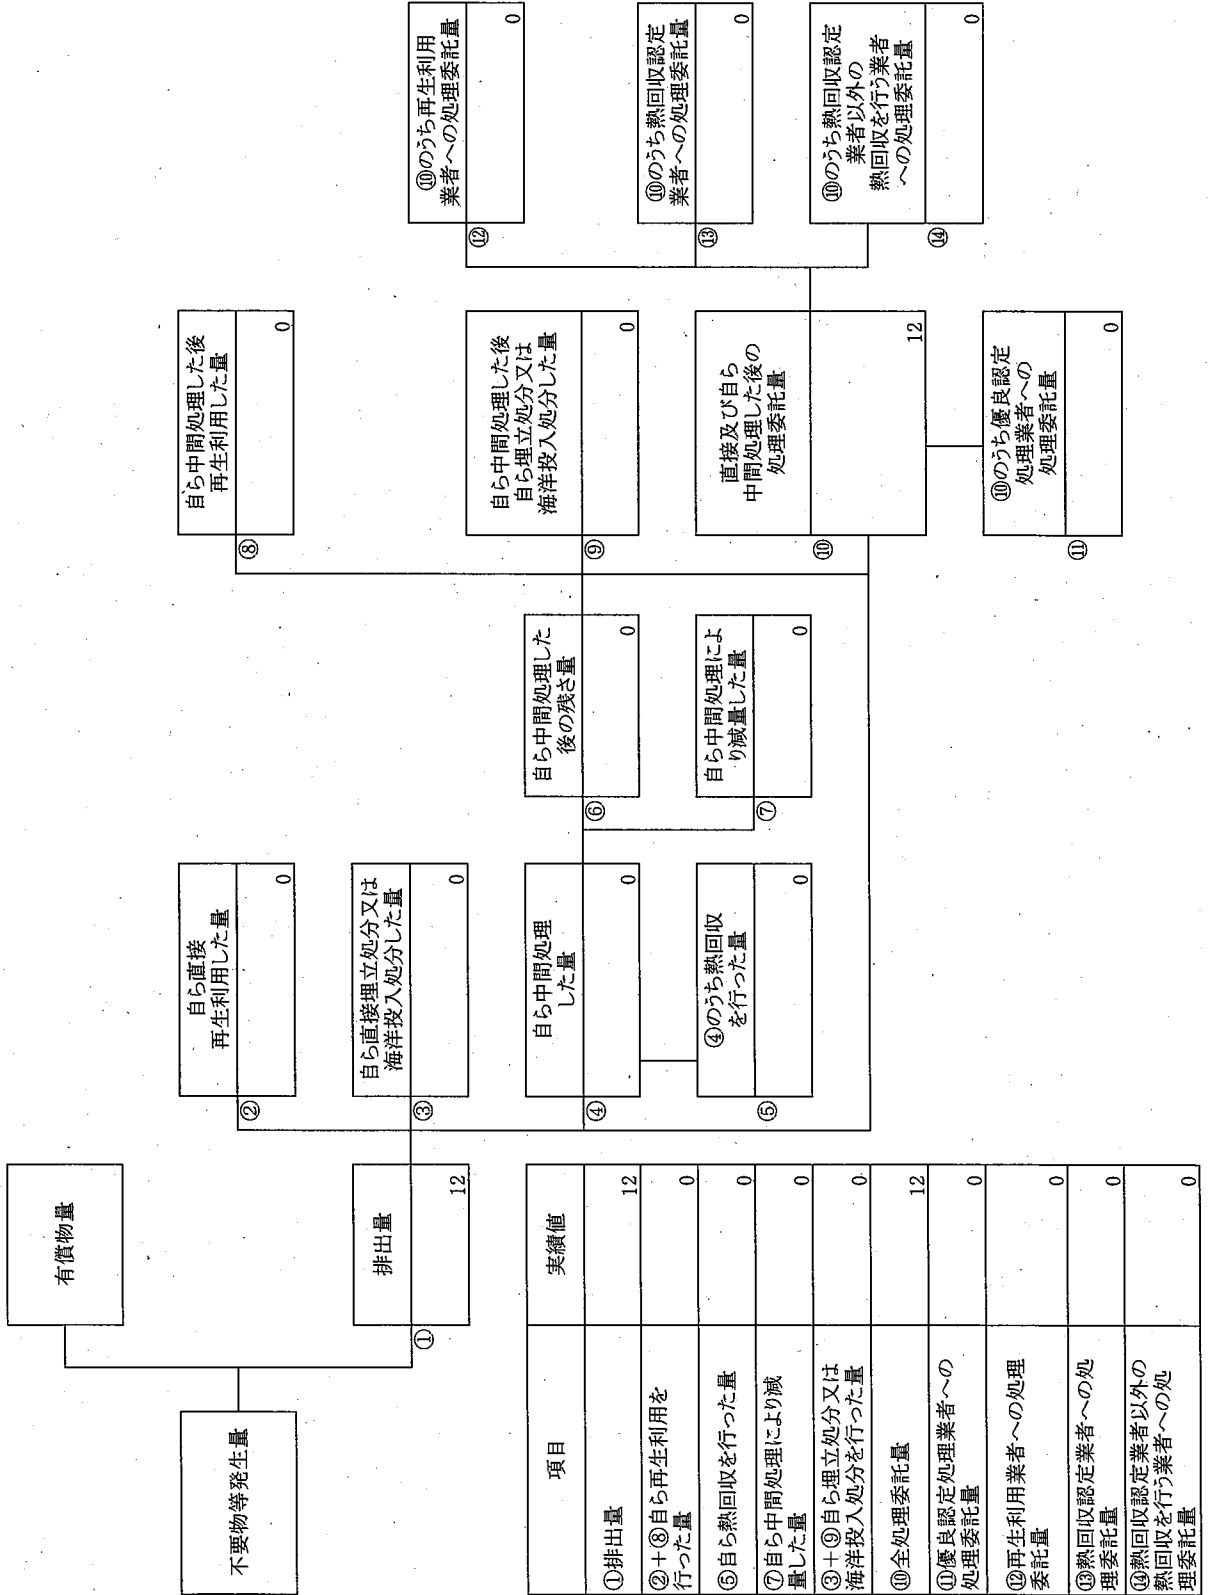 不要物等発生量
有償物量
排出量
①
12
自ら直接
再生利用した量
②
0
自ら直接埋立処分又は
海洋投入処分した量
③
0
自ら中間処理
した量
④
0
④のうち熱回収
を行った量
⑤
0
自ら中間処理した
後の残さ量
⑥
0
自ら中間処理によ
り減量した量
⑦
0
自ら中間処理した後
再生利用した量
⑧
0
自ら中間処理した後
自ら埋立処分又は
海洋投入処分した量
⑨
0
直接及び自ら
中間処理した後の
処理委託量
⑩
12
⑩のうち優良認定
処理業者への
処理委託量
⑪
0
⑩のうち再生利用
業者への処理委託量
⑫
0
⑩のうち熱回収認定
業者への処理委託量
⑬
0
⑩のうち熱回収認定
業者以外の
熱回収を行う業者
への処理委託量
⑭
0
項目 実績値
①排出量 12
②+⑧自ら再生利用を
行った量 0
⑤自ら熱回収を行った量 0
⑦自ら中間処理により減
量した量 0
③+⑨自ら埋立処分又は
海洋投入処分を行った量 0
⑩全処理委託量 12
⑪優良認定処理業者への
処理委託量 0
⑫再生利用業者への処理
委託量 0
⑬熱回収認定業者への処
理委託量 0
⑭熱回収認定業者以外の
熱回収を行う業者への処
理委託量 0